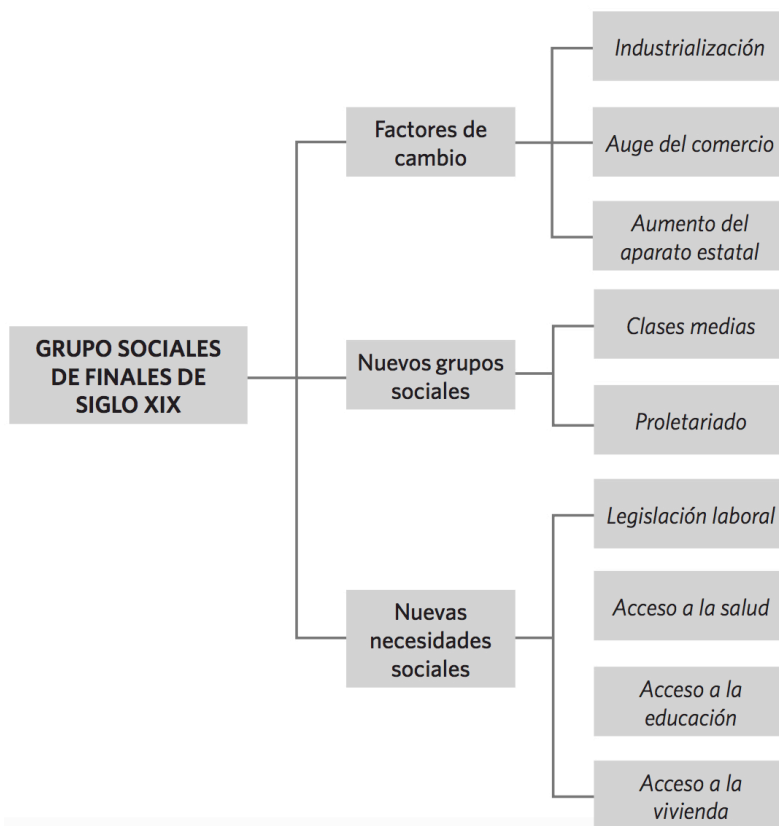 GRUPO SOCIALES
DE FINALES DE
SIGLO XIX
Factores de
cambio
Industrialización
Auge del comercio
Aumento del
aparato estatal
Nuevos grupos
sociales
Clases medias
Proletariado
Nuevas
necesidades
sociales
Legislación laboral
Acceso a la salud
Acceso a la
educación
Acceso a la
vivienda